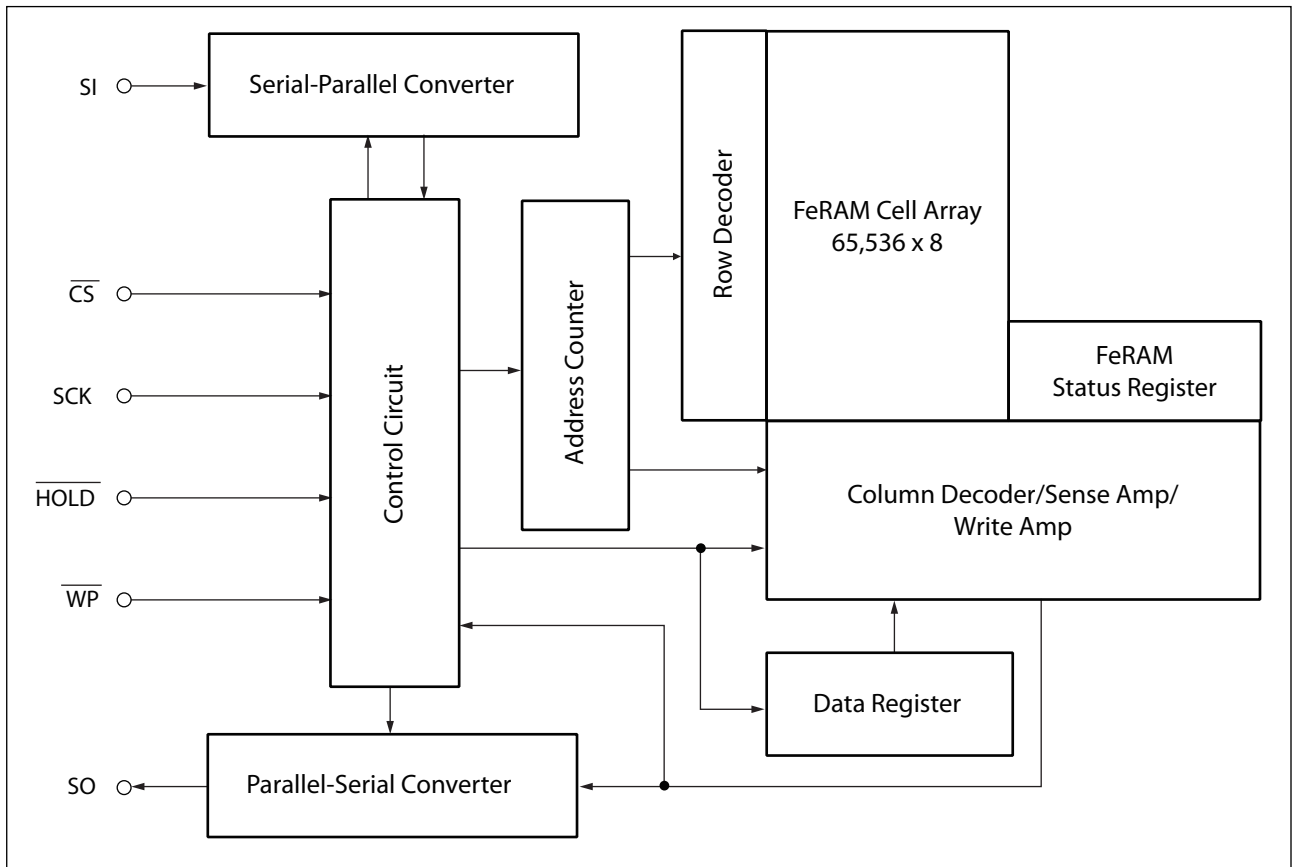 SI
Serial-Parallel Converter
CS
SCK
HOLD
WP
SO
Control Circuit
Address Counter
Row Decoder
FeRAM Cell Array
65,536 x 8
FeRAM
Status Register
Column Decoder/Sense Amp/
Write Amp
Data Register
Parallel-Serial Converter